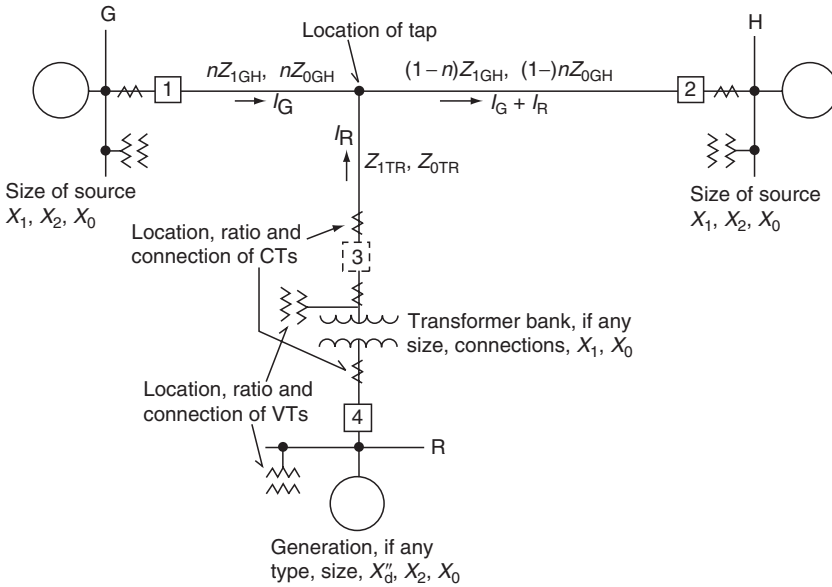 G
H
Location of tap
nZ1GH, nZ0GH
(1–n)Z1GH, (1–)nZ0GH
1
2
IG
IG + IR
IR
Z1TR, Z0TR
Size of source
X1, X2, X0
Size of source
X1, X2, X0
Location, ratio and
connection of CTs
3
Transformer bank, if any
size, connections, X1, X0
Location, ratio and
connection of VTs
4
R
Generation, if any
type, size, X″d, X2, X0